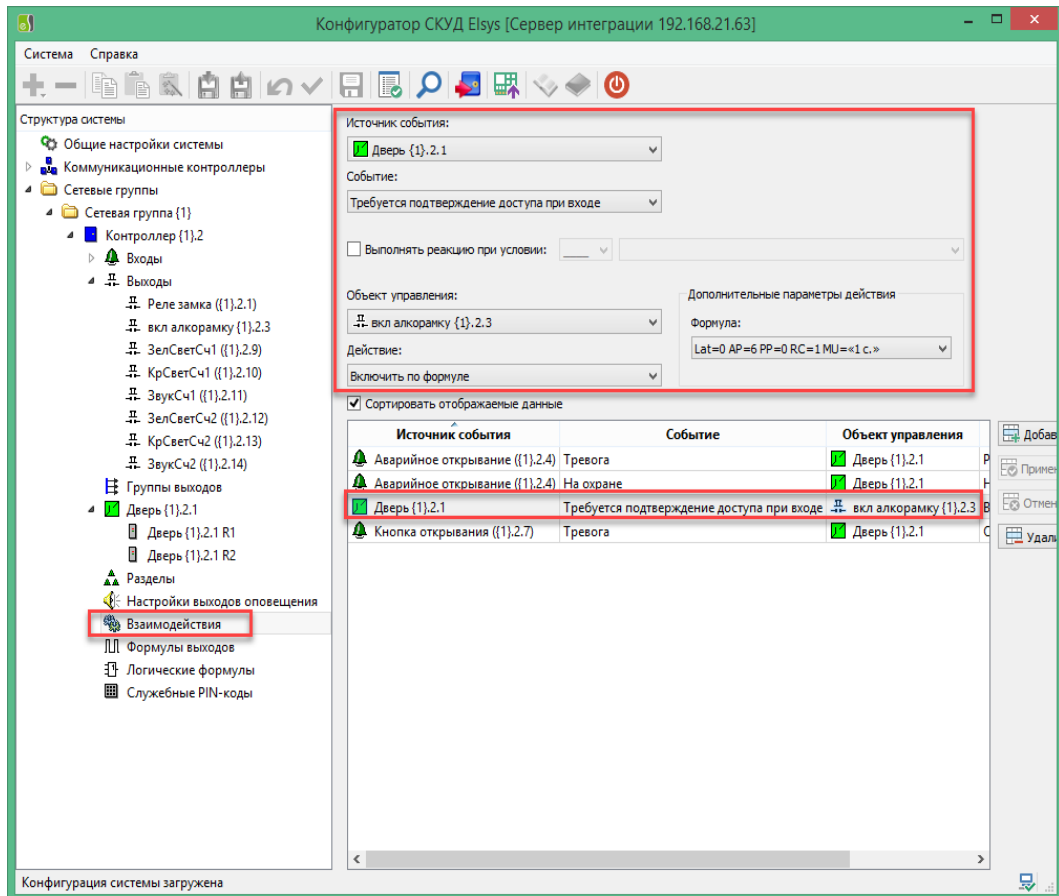 Конфигуратор СКУД Elsys [Сервер интеграции 192.168.21.63]
Система Справка
Структура системы
Общие настройки системы
Коммуникационные контроллеры
Сетевые группы
Сетевая группа {1}
Контроллер {1}.2
Входы
Выходы
Реле замка ({1}.2.1)
вкл алкорамку {1}.2.3
ЗелСветСч1 ({1}.2.9)
КрСветСч1 ({1}.2.10)
ЗвукСч1 ({1}.2.11)
ЗелСветСч2 ({1}.2.12)
КрСветСч2 ({1}.2.13)
ЗвукСч2 ({1}.2.14)
Группы выходов
Дверь {1}.2.1
Дверь {1}.2.1 R1
Дверь {1}.2.1 R2
Разделы
Настройки выходов оповещения
Взаимодействия
Формулы выходов
Логические формулы
Служебные PIN-коды
Источник события:
Дверь {1}.2.1
Событие:
Требуется подтверждение доступа при входе
Выполнять реакцию при условии: ____
Объект управления:
вкл алкорамку {1}.2.3
Действие:
Включить по формуле
Дополнительные параметры действия
Формула:
Lat=0 AP=6 PP=0 RC=1 MU=«1 с.»
Сортировать отображаемые данные
Источник события Событие Объект управления
Аварийное открывание ({1}.2.4) Тревога Дверь {1}.2.1 Р
Аварийное открывание ({1}.2.4) На охране Дверь {1}.2.1 Н
Дверь {1}.2.1 Требуется подтверждение доступа при входе вкл алкорамку {1}.2.3 В
Кнопка открывания ({1}.2.7) Тревога Дверь {1}.2.1 С
Добав
Примен
Отмен
Удали
Конфигурация системы загружена